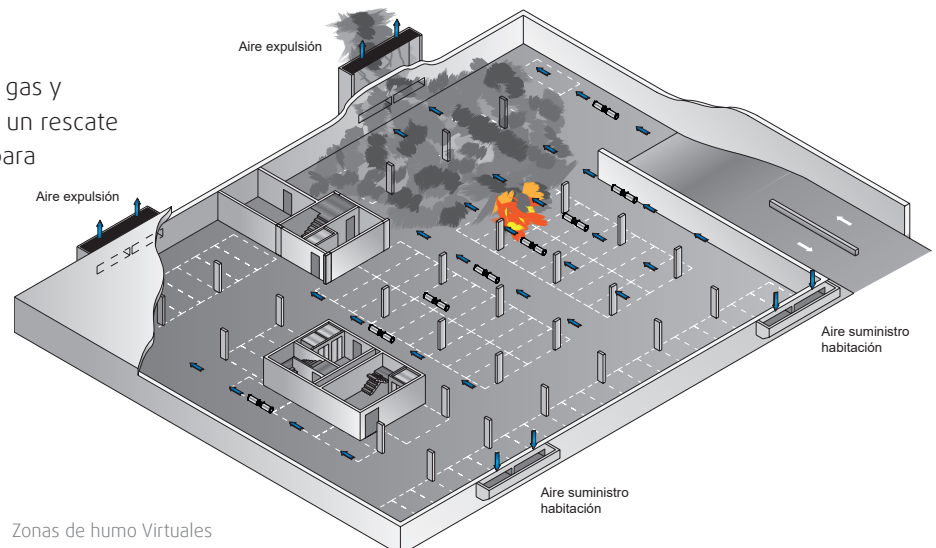 Aire expulsión
gas y
un rescate
para
Aire expulsión
Aire suministro
habitación
Aire suministro
habitación
Zonas de humo Virtuales